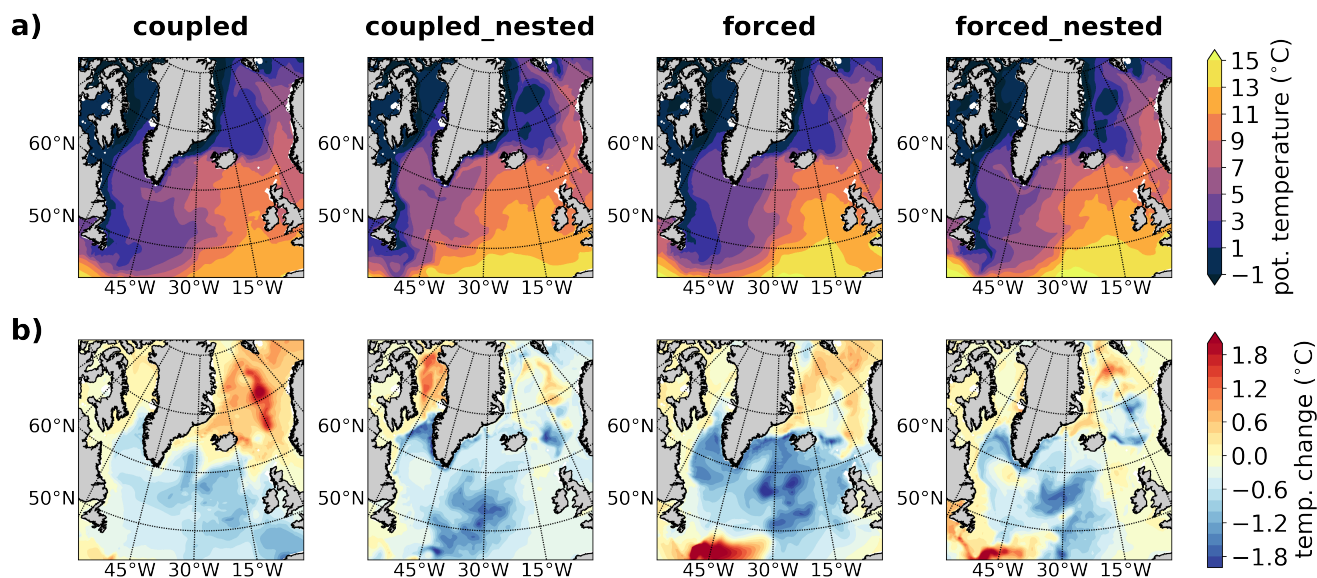 a) coupled coupled_nested forced forced_nested
60°N 60°N 60°N 60°N
50°N 50°N 50°N 50°N
45°W 30°W 15°W 45°W 30°W 15°W 45°W 30°W 15°W 45°W 30°W 15°W
15
13
11
9
7
5
3
1
−1
pot. temperature (°C)
b)
60°N 60°N 60°N 60°N
50°N 50°N 50°N 50°N
45°W 30°W 15°W 45°W 30°W 15°W 45°W 30°W 15°W 45°W 30°W 15°W
1.8
1.2
0.6
0.0
−0.6
−1.2
−1.8
temp. change (°C)